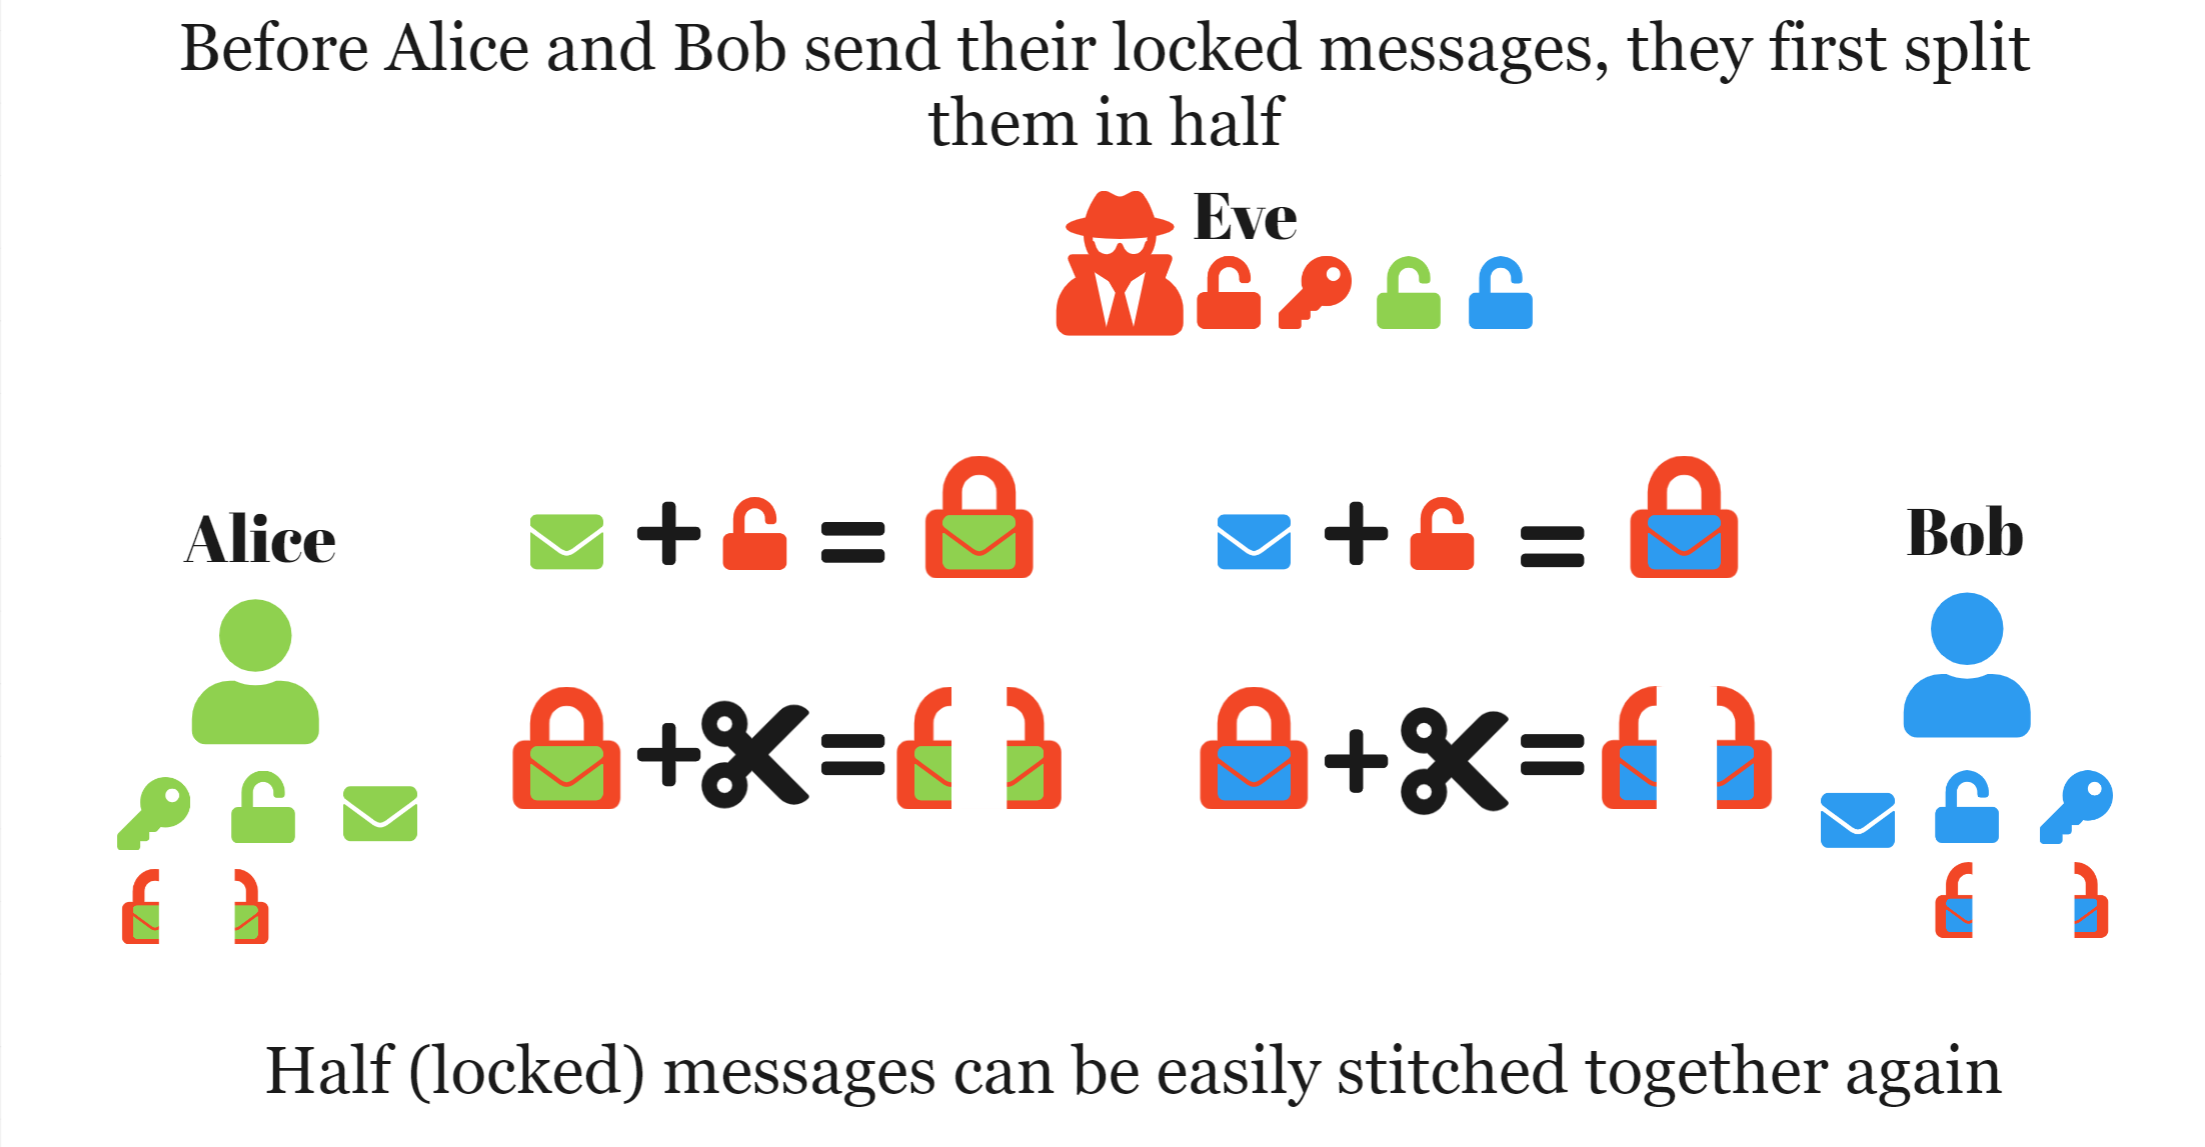 Before Alice and Bob send their locked messages, they first split
them in half
Eve
Alice
Bob
Half (locked) messages can be easily stitched together again